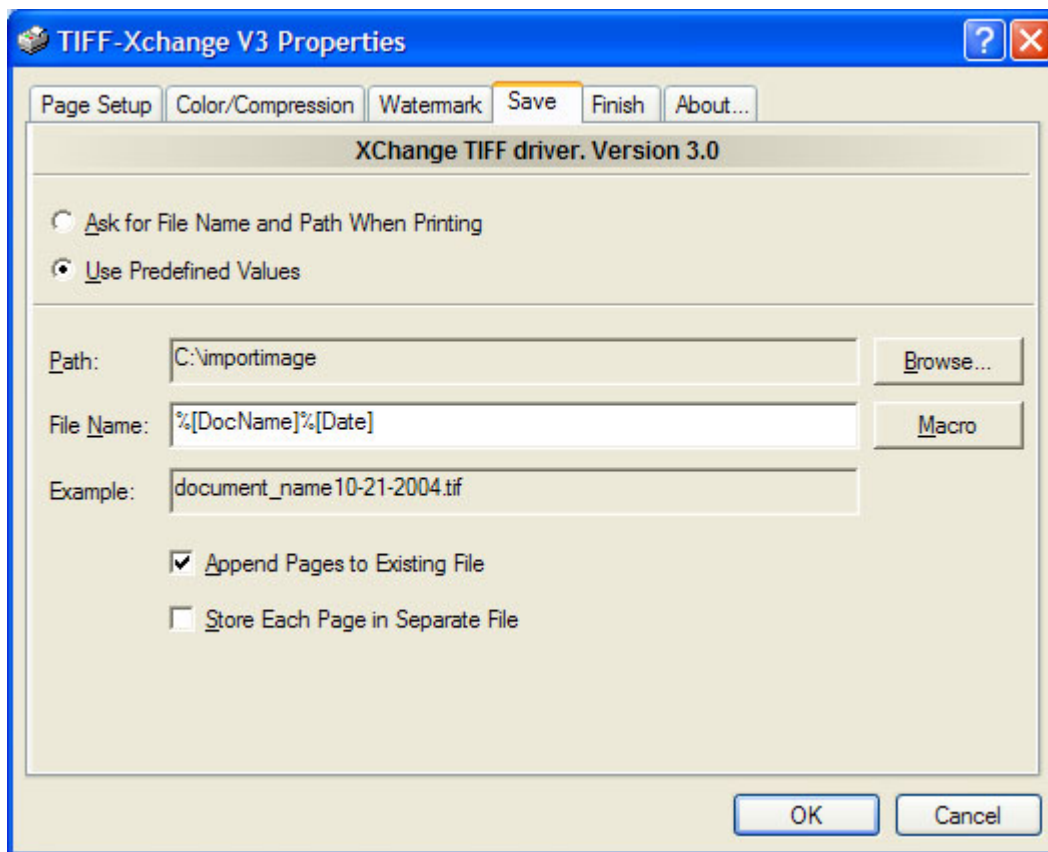 TIFF-Xchange V3 Properties
Page Setup Color/Compression Watermark Save Finish About...
XChange TIFF driver. Version 3.0
Ask for File Name and Path When Printing
Use Predefined Values
Path: C:\importimage Browse...
File Name: %[DocName]%[Date] Macro
Example: document_name10-21-2004.tif
Append Pages to Existing File
Store Each Page in Separate File
OK Cancel